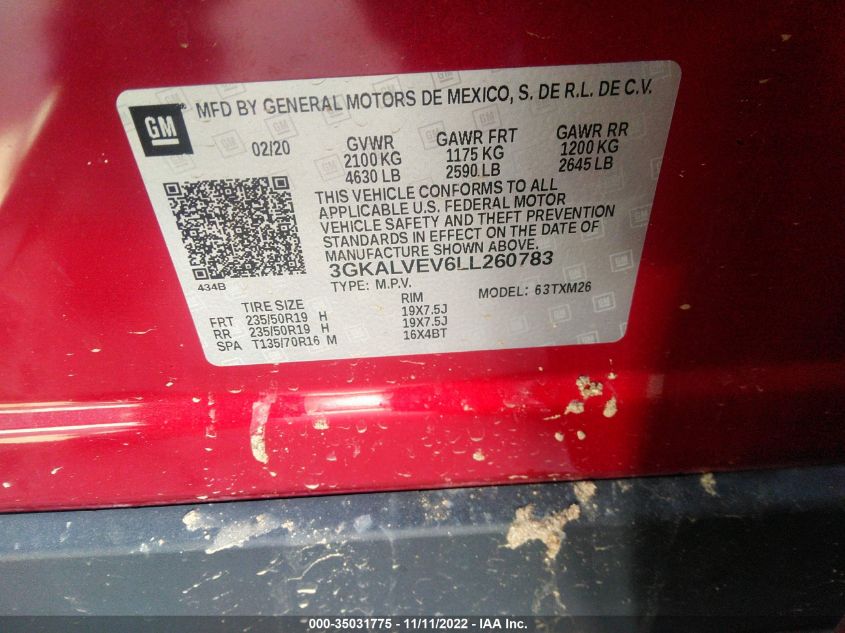 GM
MFD BY GENERAL MOTORS DE MEXICO, S. DE R.L. DE C.V.
02/20
GVWR GAWR FRT GAWR RR
2100 KG 1175 KG 1200 KG
4630 LB 2590 LB 2645 LB
THIS VEHICLE CONFORMS TO ALL
APPLICABLE U.S. FEDERAL MOTOR
VEHICLE SAFETY AND THEFT PREVENTION
STANDARDS IN EFFECT ON THE DATE OF
MANUFACTURE SHOWN ABOVE.
434B
3GKALVEV6LL260783
TYPE: M.P.V. MODEL: 63TXM26
TIRE SIZE RIM
FRT 235/50R19 H 19X7.5J
RR 235/50R19 H 19X7.5J
SPA T135/70R16 M 16X4BT
000-35031775 - 11/11/2022 - IAA Inc.